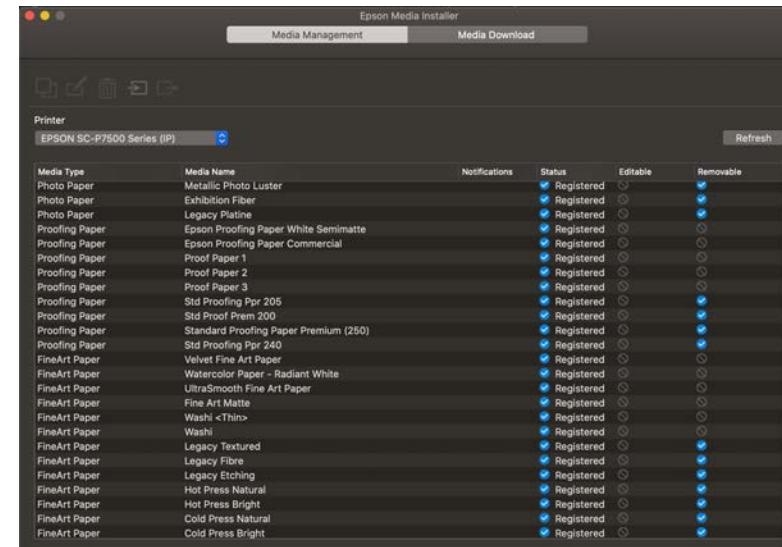 Epson Media Installer
Media Management Media Download
Printer
EPSON SC-P7500 Series (IP)
Refresh
Media Type Media Name Notifications Status Editable Removable
Photo Paper Metallic Photo Luster Registered
Photo Paper Exhibition Fiber Registered
Photo Paper Legacy Platine Registered
Proofing Paper Epson Proofing Paper White Semimatte Registered
Proofing Paper Epson Proofing Paper Commercial Registered
Proofing Paper Proof Paper 1 Registered
Proofing Paper Proof Paper 2 Registered
Proofing Paper Proof Paper 3 Registered
Proofing Paper Std Proofing Ppr 205 Registered
Proofing Paper Std Proof Prem 200 Registered
Proofing Paper Standard Proofing Paper Premium (250) Registered
Proofing Paper Std Proofing Ppr 240 Registered
FineArt Paper Velvet Fine Art Paper Registered
FineArt Paper Watercolor Paper - Radiant White Registered
FineArt Paper UltraSmooth Fine Art Paper Registered
FineArt Paper Fine Art Matte Registered
FineArt Paper Washi <Thin> Registered
FineArt Paper Washi Registered
FineArt Paper Legacy Textured Registered
FineArt Paper Legacy Fibre Registered
FineArt Paper Legacy Etching Registered
FineArt Paper Hot Press Natural Registered
FineArt Paper Hot Press Bright Registered
FineArt Paper Cold Press Natural Registered
FineArt Paper Cold Press Bright Registered